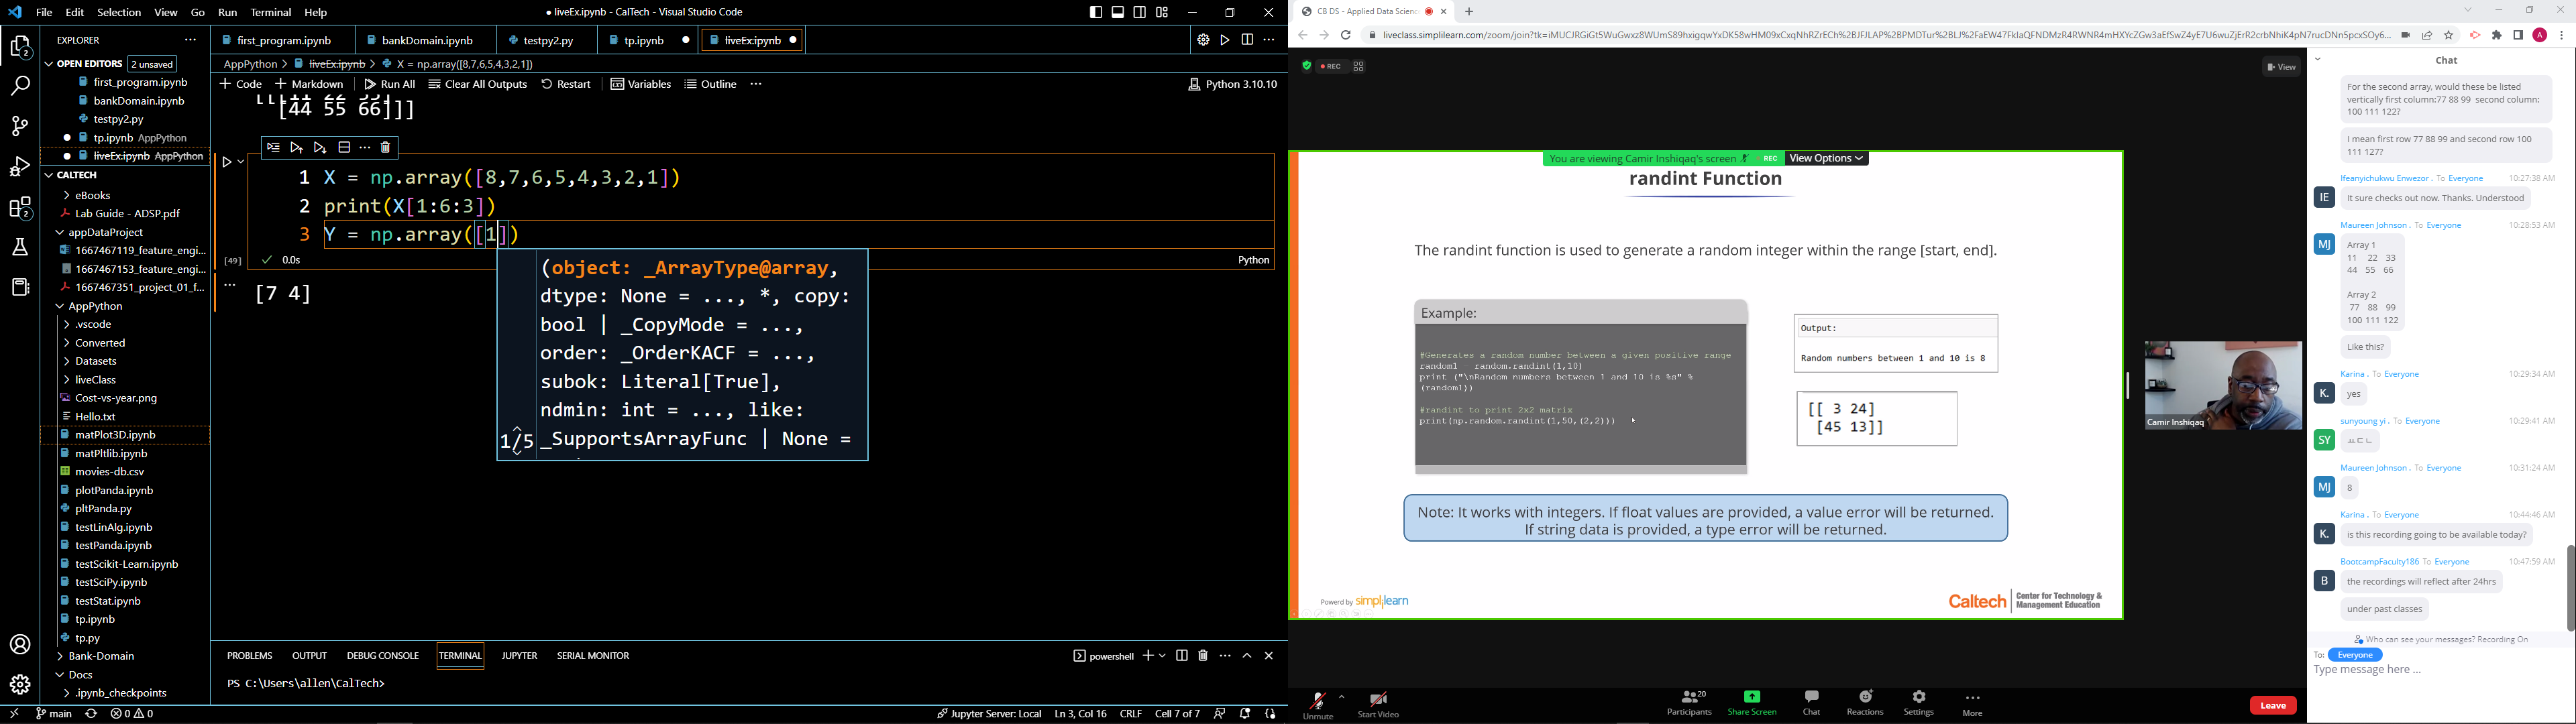 File Edit Selection View Go Run Terminal Help
● liveEx.ipynb - CalTech - Visual Studio Code
EXPLORER
OPEN EDITORS 2 unsaved
first_program.ipynb
bankDomain.ipynb
testpy2.py
tp.ipynb AppPython
liveEx.ipynb AppPython
CALTECH
eBooks
Lab Guide - ADSP.pdf
appDataProject
1667467119_feature_engi...
1667467153_feature_engi...
1667467351_project_01_f...
AppPython
.vscode
Converted
Datasets
liveClass
Cost-vs-year.png
Hello.txt
matPlot3D.ipynb
matPltlib.ipynb
movies-db.csv
plotPanda.ipynb
pltPanda.py
testLinAlg.ipynb
testPanda.ipynb
testScikit-Learn.ipynb
testSciPy.ipynb
testStat.ipynb
tp.ipynb
tp.py
Bank-Domain
Docs
.ipynb_checkpoints
first_program.ipynb bankDomain.ipynb testpy2.py tp.ipynb liveEx.ipynb
AppPython > liveEx.ipynb > X = np.array([8,7,6,5,4,3,2,1])
+ Code + Markdown Run All Clear All Outputs Restart Variables Outline ...
Python 3.10.10
[44 55 66]]]
1 X = np.array([8,7,6,5,4,3,2,1])
2 print(X[1:6:3])
3 Y = np.array([1])
[49] 0.0s Python
[7 4]
(object: _ArrayType@array,
dtype: None = ..., *, copy:
bool | _CopyMode = ...,
order: _OrderKACF = ...,
subok: Literal[True],
ndmin: int = ..., like:
1/5 _SupportsArrayFunc | None =
PROBLEMS OUTPUT DEBUG CONSOLE TERMINAL JUPYTER SERIAL MONITOR
powershell
PS C:\Users\allen\CalTech>
main 0 0
Jupyter Server: Local Ln 3, Col 16 CRLF Cell 7 of 7
CB DS - Applied Data Scienc
REC
View
You are viewing Camir Inshiqaq's screen REC View Options
randint Function
The randint function is used to generate a random integer within the range [start, end].
Example:
#Generates a random number between a given positive range
random1 random.randint(1,10)
print ("\nRandom numbers between 1 and 10 is %s" %
(random1))
#randint to print 2x2 matrix
print(np.random.randint(1,50,(2,2)))
Output:
Random numbers between 1 and 10 is 8
[[ 3 24]
[45 13]]
Note: It works with integers. If float values are provided, a value error will be returned.
If string data is provided, a type error will be returned.
Powerd by simplilearn
Caltech Center for Technology &
Management Education
Camir Inshiqaq
Unmute
Start Video
Participants 20
Share Screen
Chat
Reactions
Settings
More
Leave
Chat
For the second array, would these be listed
vertically first column:77 88 99 second column:
100 111 122?
I mean first row 77 88 99 and second row 100
111 127?
Ifeanyichukwu Enwezor . To Everyone 10:27:38 AM
IE
It sure checks out now. Thanks. Understood
Maureen Johnson . To Everyone 10:28:53 AM
MJ
Array 1
11 22 33
44 55 66
Array 2
77 88 99
100 111 122
Like this?
Karina . To Everyone 10:29:34 AM
K.
yes
sunyoung yi . To Everyone 10:29:41 AM
SY
ㅛㄷㄴ
Maureen Johnson . To Everyone 10:31:24 AM
MJ
8
Karina . To Everyone 10:44:46 AM
K.
is this recording going to be available today?
BootcampFaculty186 To Everyone 10:47:59 AM
B
the recordings will reflect after 24hrs
under past classes
Who can see your messages? Recording On
To: Everyone
Type message here ...